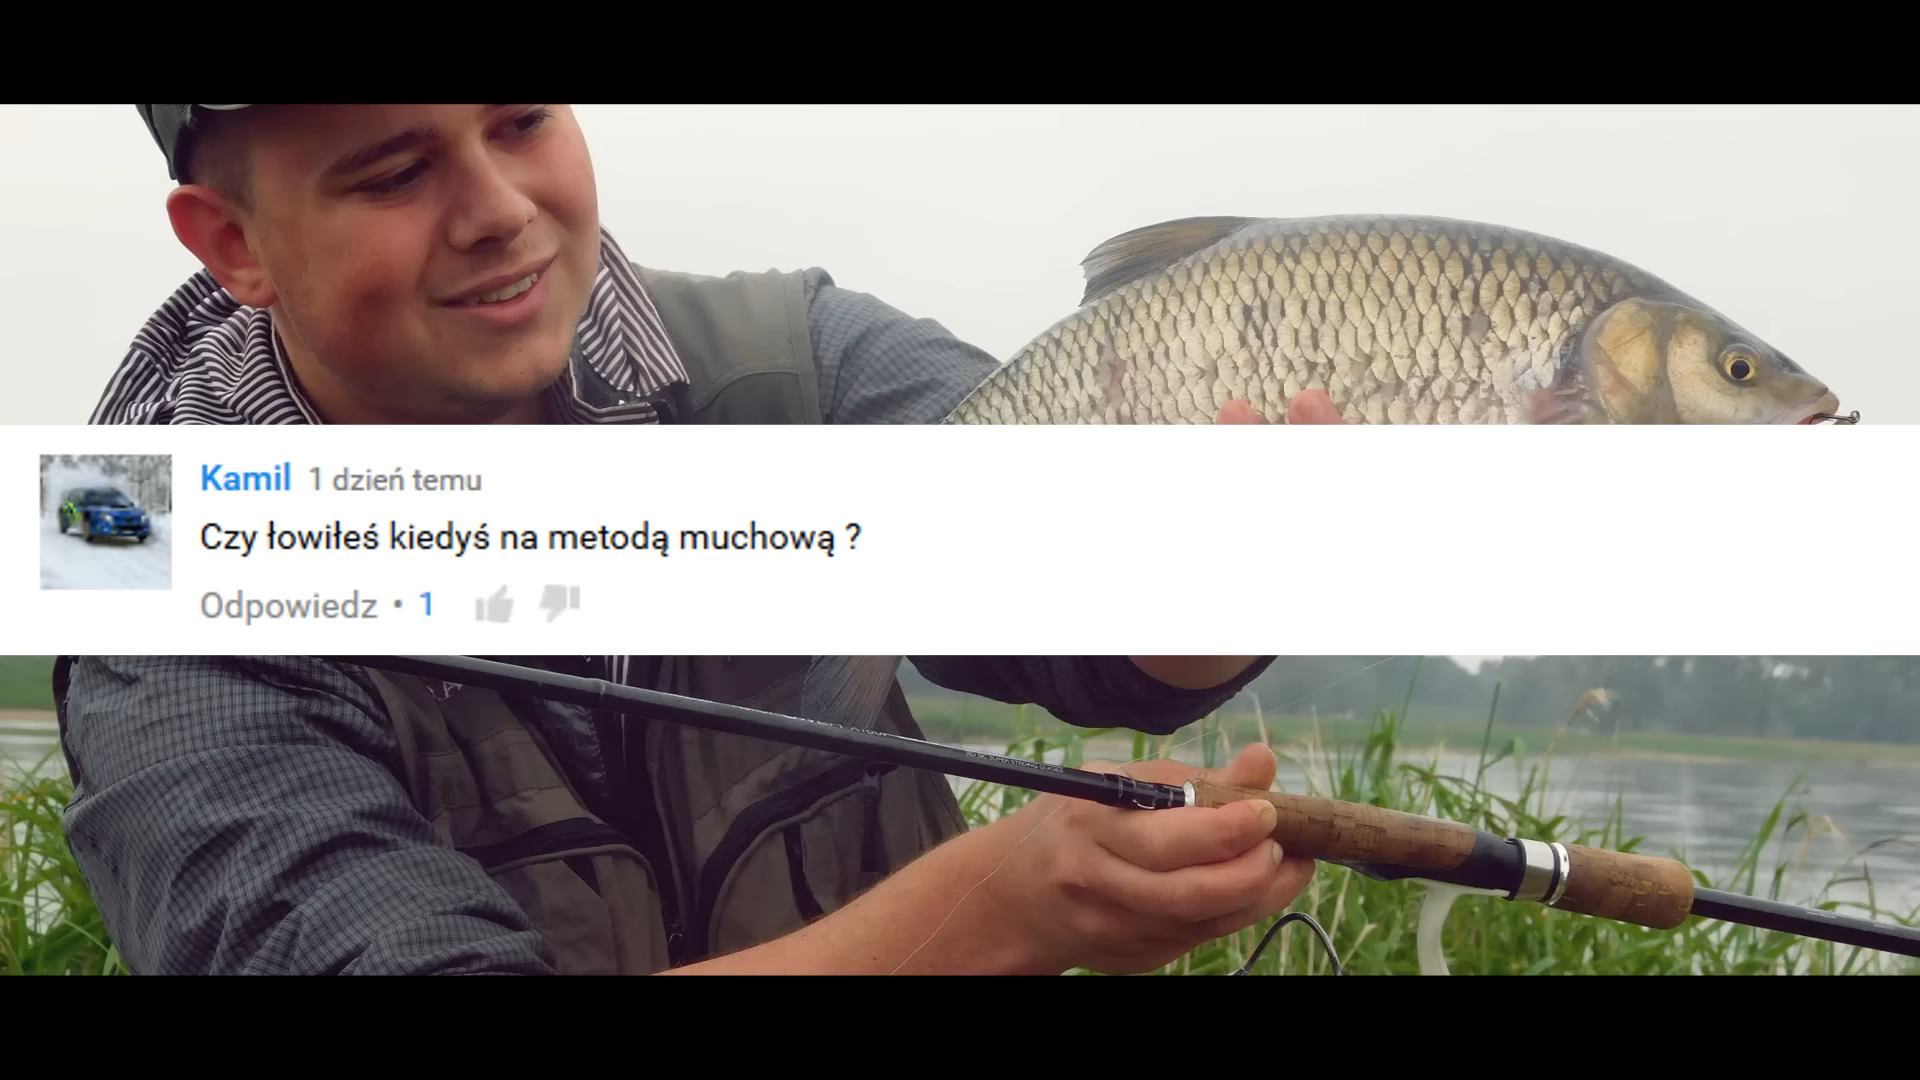 Kamil 1 dzień temu
Czy łowiłeś kiedyś na metodą muchową ?
Odpowiedz • 1